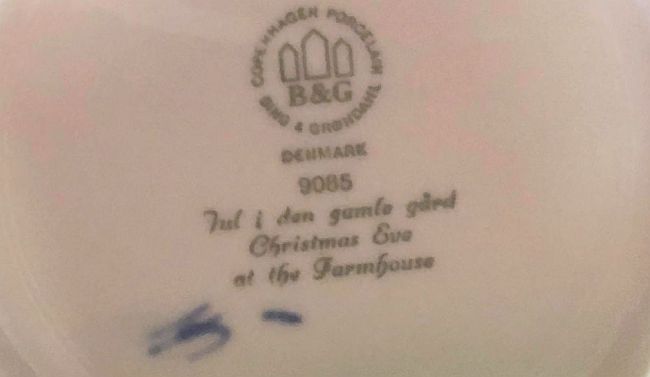 COPENHAGEN PORCELAIN
B&G
BING & GRØNDAHL
DENMARK
9085
Jul i den gamle gård
Christmas Eve
at the Farmhouse